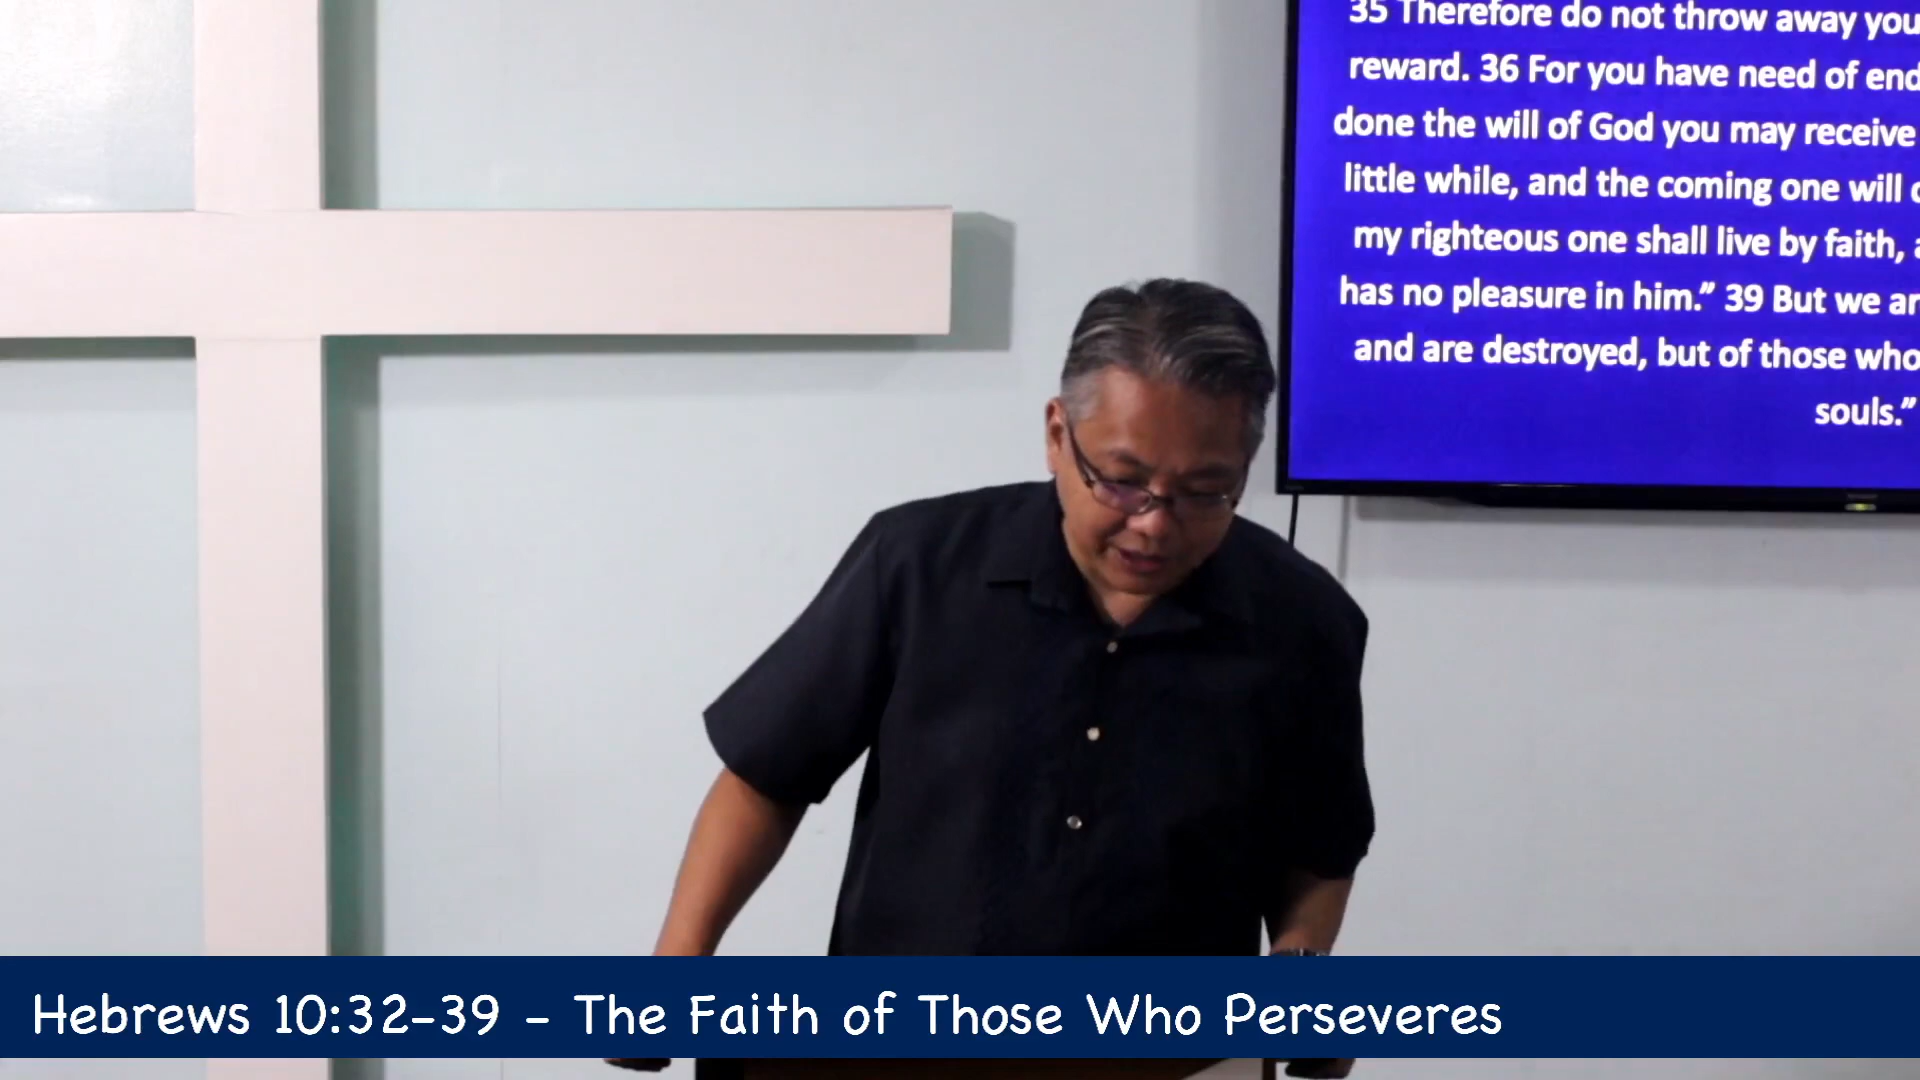 35 Therefore do not throw away you
reward. 36 For you have need of end
done the will of God you may receive
little while, and the coming one will
my righteous one shall live by faith,
has no pleasure in him.” 39 But we ar
and are destroyed, but of those who
souls.”
Hebrews 10:32-39 - The Faith of Those Who Perseveres